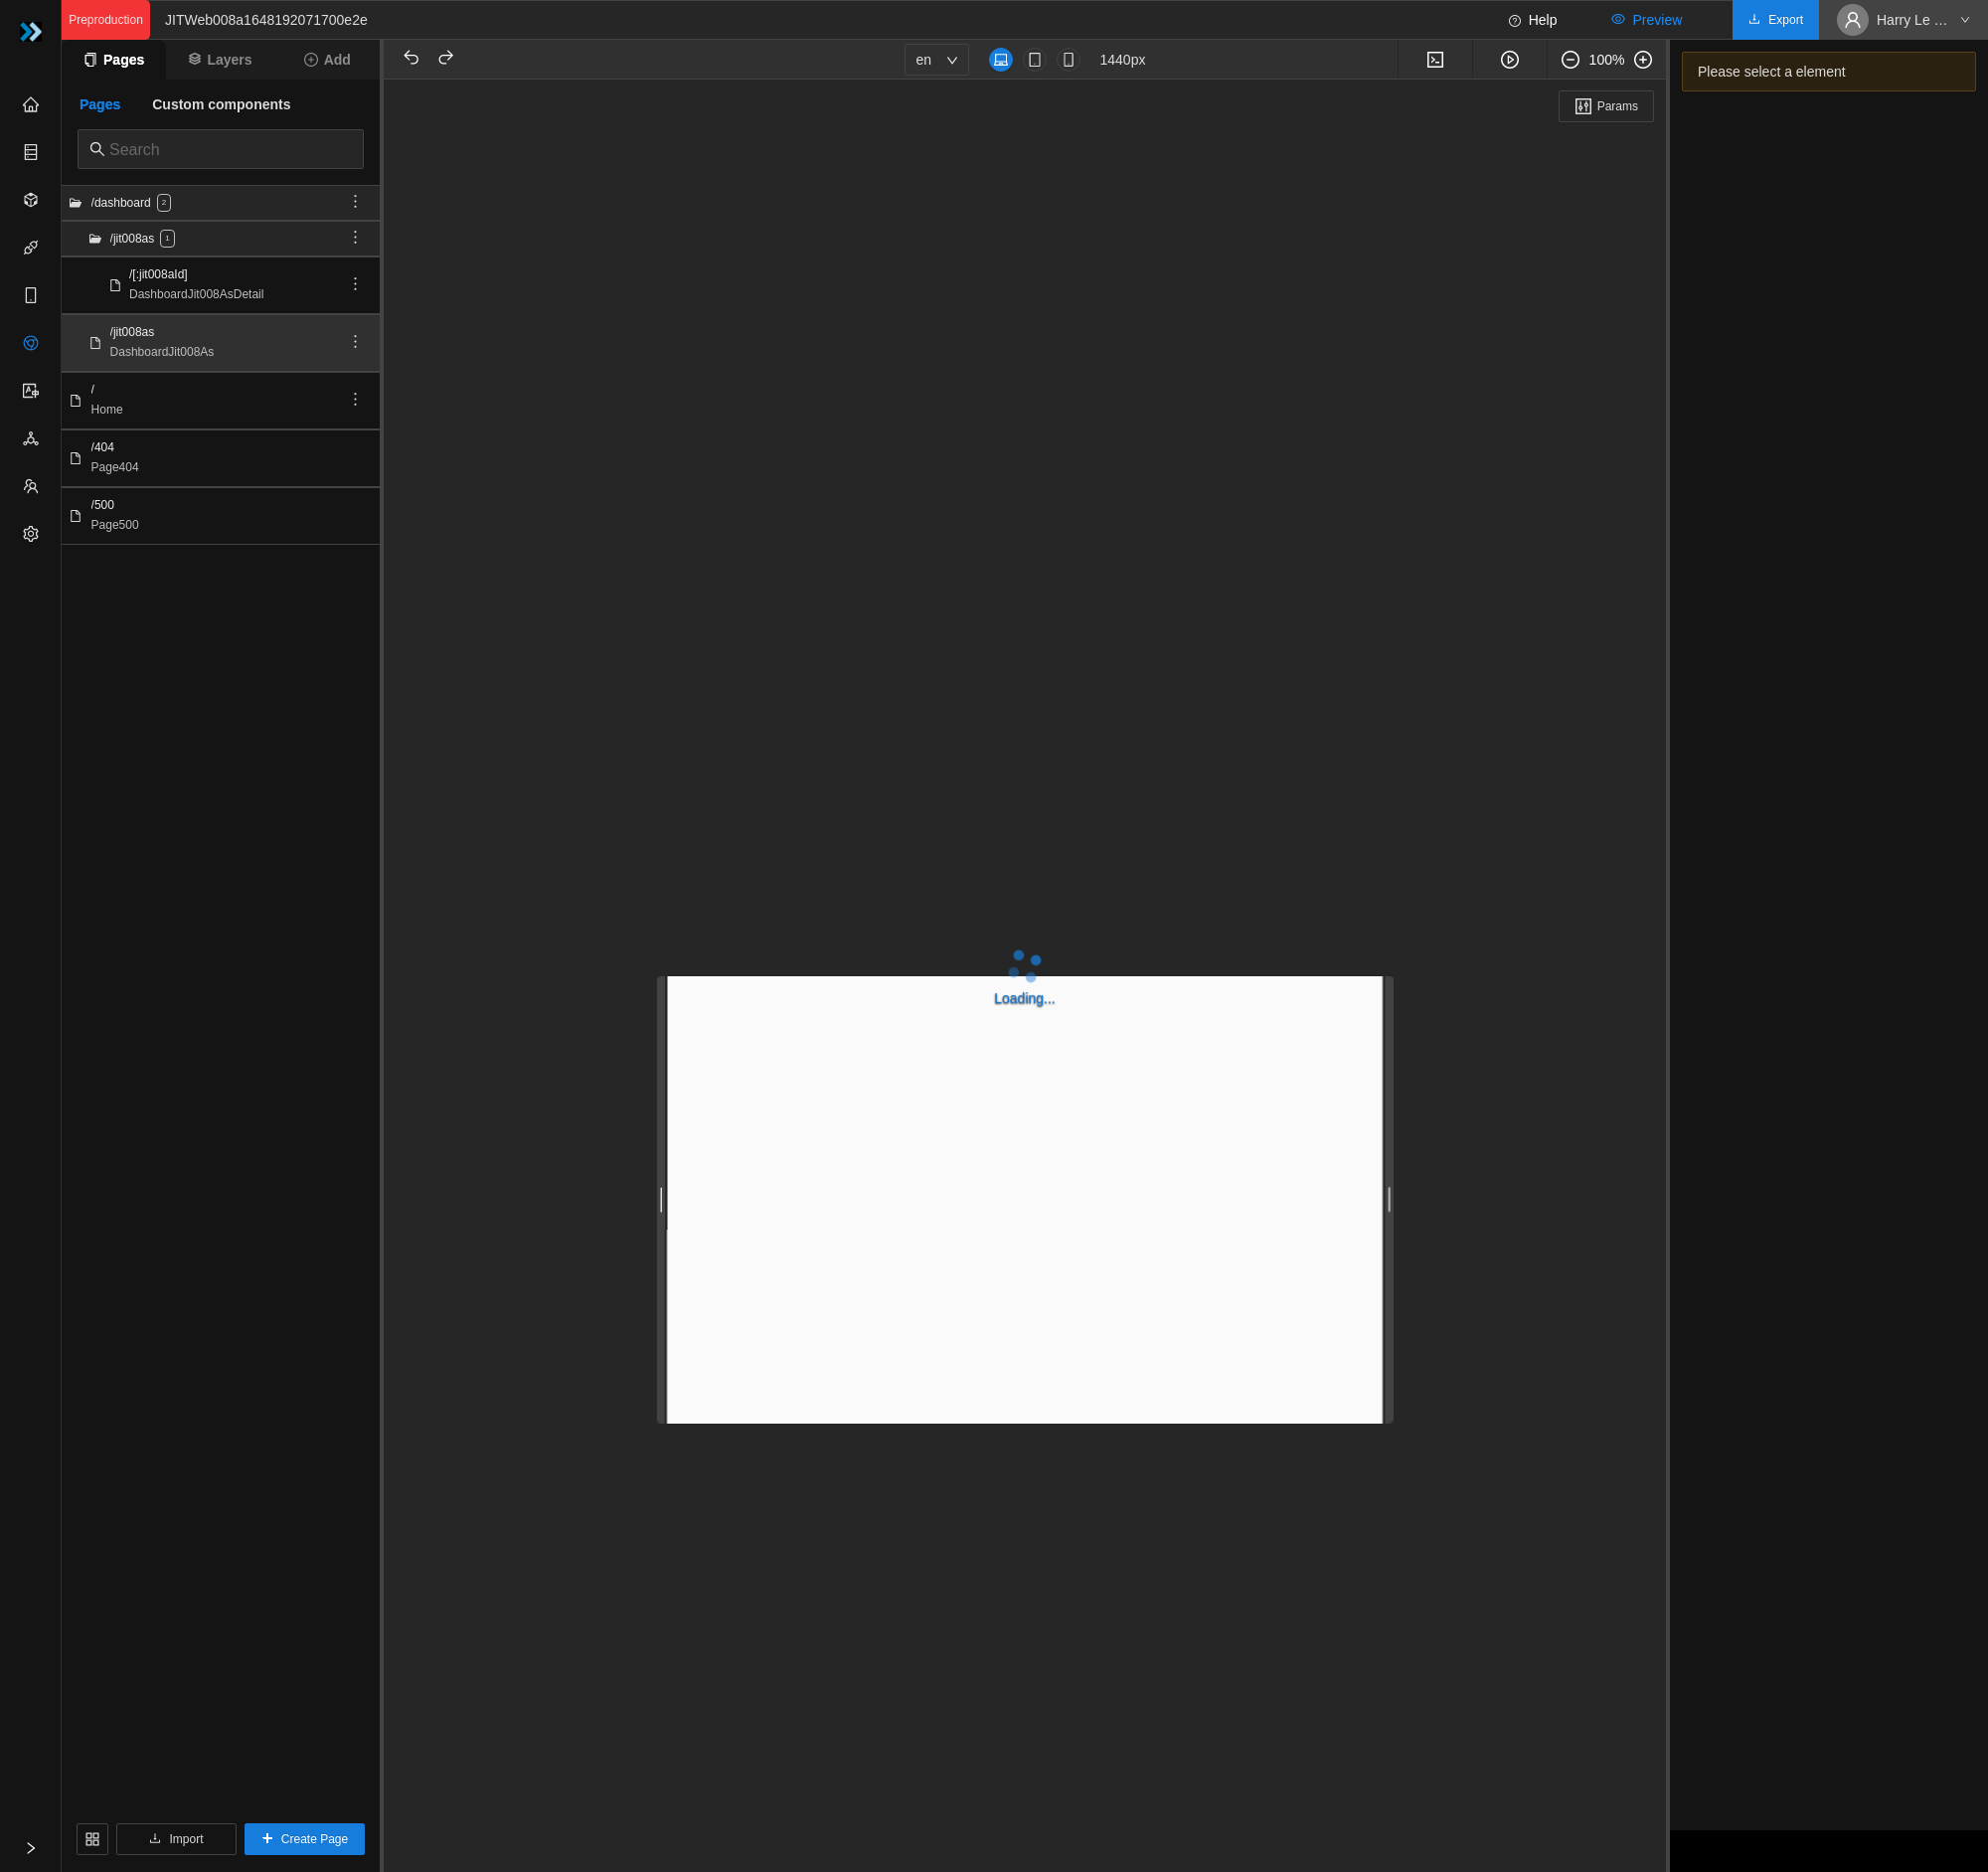 Preproduction
JITWeb008a1648192071700e2e
Help
Preview
Export
Harry Le ...
Pages
Layers
Add
en
1440px
100%
Please select a element
Pages
Custom components
Params
Search
/dashboard 2
/jit008as 1
/[:jit008aId]
DashboardJit008AsDetail
/jit008as
DashboardJit008As
/
Home
/404
Page404
/500
Page500
Loading...
Import
Create Page